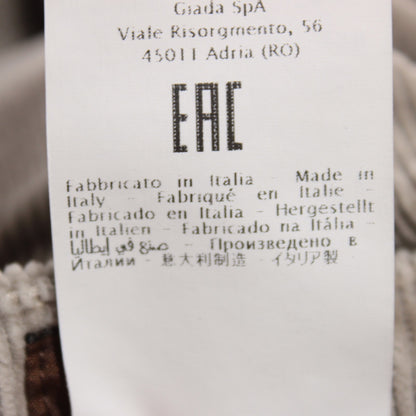 Giada SpA
Viale Risorgmento, 56
45011 Adria (RO)
EAC
Fabbricato in Italia - Made in
Italy - Fabriqué en Italie -
Fabricado en Italia - Hergestellt
in Italien - Fabricado na Itália -
صنع في إيطاليا - Произведено в
Италии - 意大利制造 - イタリア製